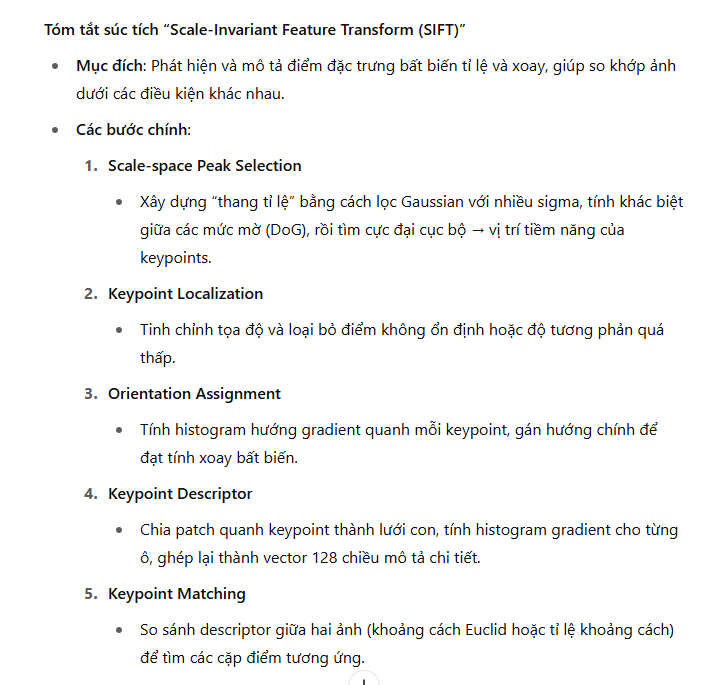 Tóm tắt súc tích “Scale-Invariant Feature Transform (SIFT)”
• Mục đích: Phát hiện và mô tả điểm đặc trưng bất biến tỉ lệ và xoay, giúp so khớp ảnh
dưới các điều kiện khác nhau.
• Các bước chính:
1. Scale-space Peak Selection
• Xây dựng “thang tỉ lệ” bằng cách lọc Gaussian với nhiều sigma, tính khác biệt
giữa các mức mờ (DoG), rồi tìm cực đại cục bộ → vị trí tiềm năng của
keypoints.
2. Keypoint Localization
• Tinh chỉnh tọa độ và loại bỏ điểm không ổn định hoặc độ tương phản quá
thấp.
3. Orientation Assignment
• Tính histogram hướng gradient quanh mỗi keypoint, gán hướng chính để
đạt tính xoay bất biến.
4. Keypoint Descriptor
• Chia patch quanh keypoint thành lưới con, tính histogram gradient cho từng
ô, ghép lại thành vector 128 chiều mô tả chi tiết.
5. Keypoint Matching
• So sánh descriptor giữa hai ảnh (khoảng cách Euclid hoặc tỉ lệ khoảng cách)
để tìm các cặp điểm tương ứng.